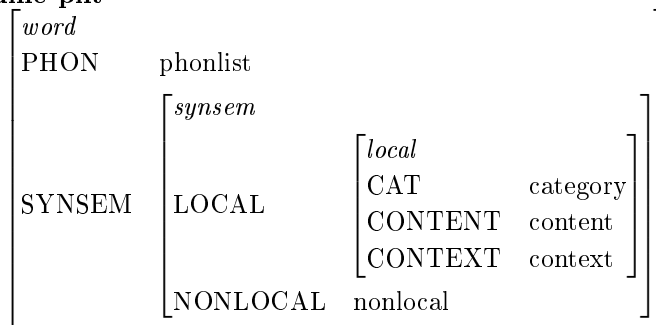 word
PHON phonlist
synsem
local
CAT category
SYNSEM LOCAL
CONTENT content
CONTEXT context
NONLOCAL nonlocal